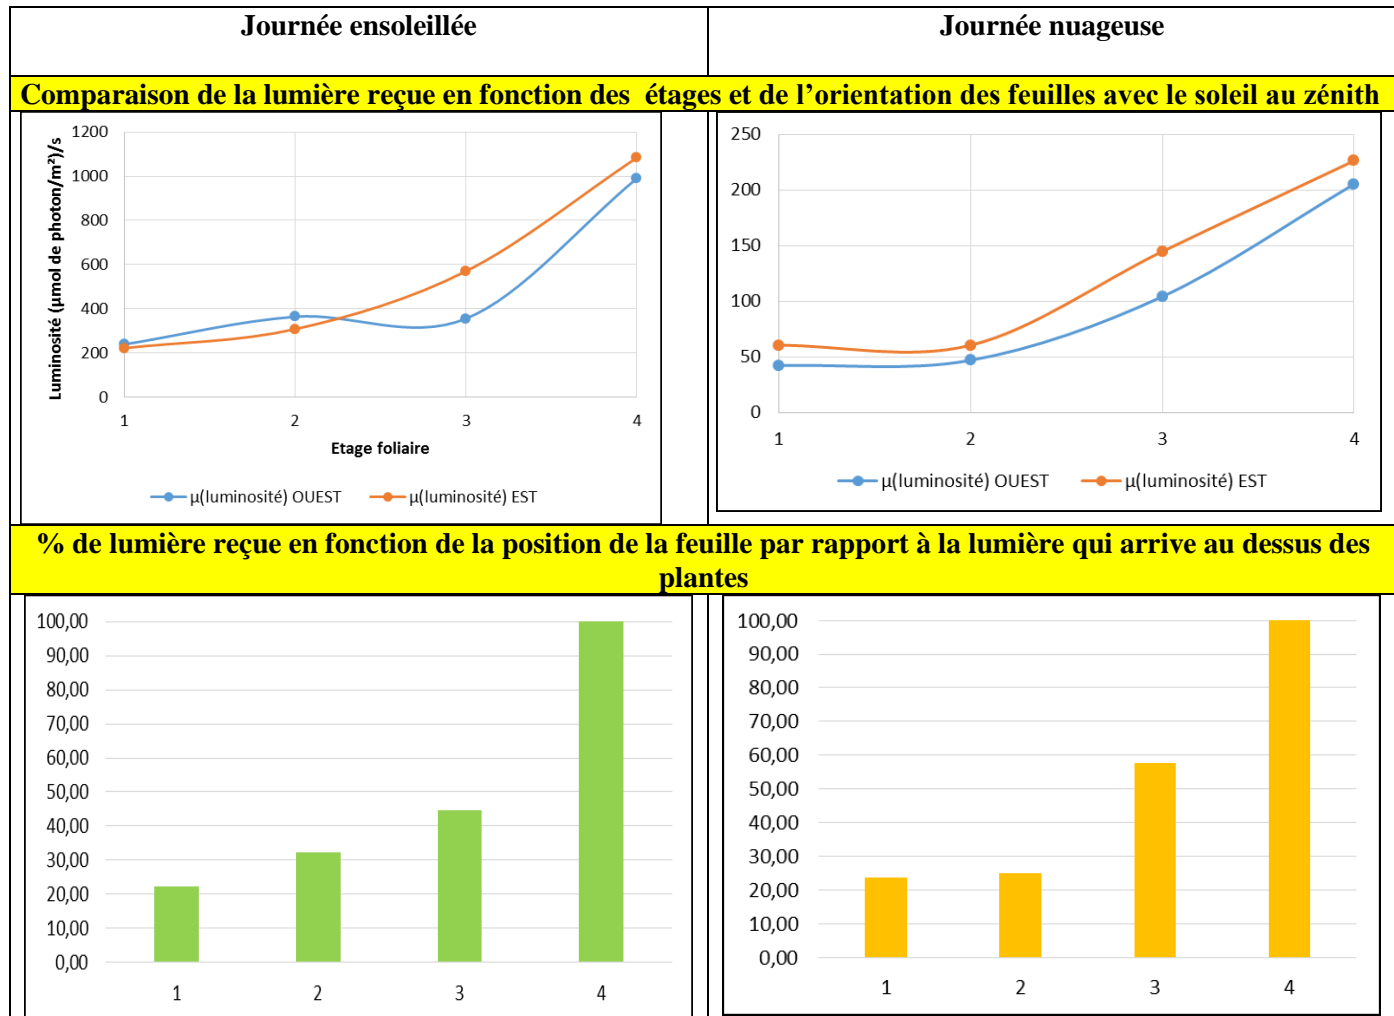 Journée ensoleillée
Journée nuageuse
Comparaison de la lumière reçue en fonction des étages et de l'orientation des feuilles avec le soleil au zénith
Luminosité (µmol de photon/m²)/s
1200
1000
800
600
400
200
0
1 2 3 4
Etage foliaire
µ(luminosité) OUEST µ(luminosité) EST
250
200
150
100
50
0
1 2 3 4
µ(luminosité) OUEST µ(luminosité) EST
% de lumière reçue en fonction de la position de la feuille par rapport à la lumière qui arrive au dessus des
plantes
100,00
90,00
80,00
70,00
60,00
50,00
40,00
30,00
20,00
10,00
0,00
1 2 3 4
100,00
90,00
80,00
70,00
60,00
50,00
40,00
30,00
20,00
10,00
0,00
1 2 3 4